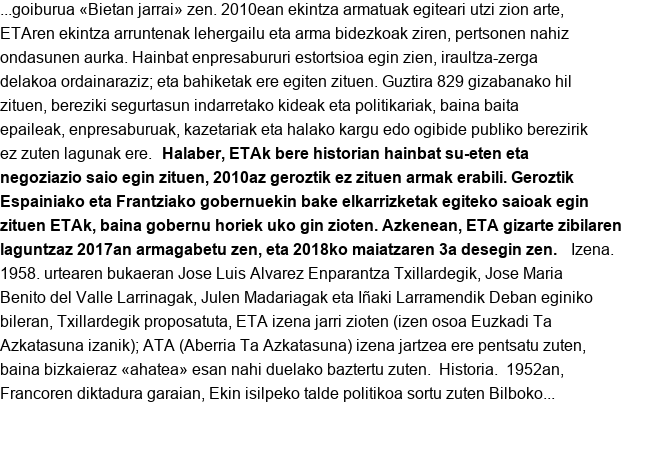 ...goiburua «Bietan jarrai» zen. 2010ean ekintza armatuak egiteari utzi zion arte,
ETAren ekintza arruntenak lehergailu eta arma bidezkoak ziren, pertsonen nahiz
ondasunen aurka. Hainbat enpresabururi estortsioa egin zien, iraultza-zerga
delakoa ordainaraziz; eta bahiketak ere egiten zituen. Guztira 829 gizabanako hil
zituen, bereziki segurtasun indarretako kideak eta politikariak, baina baita
epaileak, enpresaburuak, kazetariak eta halako kargu edo ogibide publiko berezirik
ez zuten lagunak ere.  Halaber, ETAk bere historian hainbat su-eten eta
negoziazio saio egin zituen, 2010az geroztik ez zituen armak erabili. Geroztik
Espainiako eta Frantziako gobernuekin bake elkarrizketak egiteko saioak egin
zituen ETAk, baina gobernu horiek uko gin zioten. Azkenean, ETA gizarte zibilaren
laguntzaz 2017an armagabetu zen, eta 2018ko maiatzaren 3a desegin zen.   Izena.
1958. urtearen bukaeran Jose Luis Alvarez Enparantza Txillardegik, Jose Maria
Benito del Valle Larrinagak, Julen Madariagak eta Iñaki Larramendik Deban eginiko
bileran, Txillardegik proposatuta, ETA izena jarri zioten (izen osoa Euzkadi Ta
Azkatasuna izanik); ATA (Aberria Ta Azkatasuna) izena jartzea ere pentsatu zuten,
baina bizkaieraz «ahatea» esan nahi duelako baztertu zuten.  Historia.  1952an,
Francoren diktadura garaian, Ekin isilpeko talde politikoa sortu zuten Bilboko...